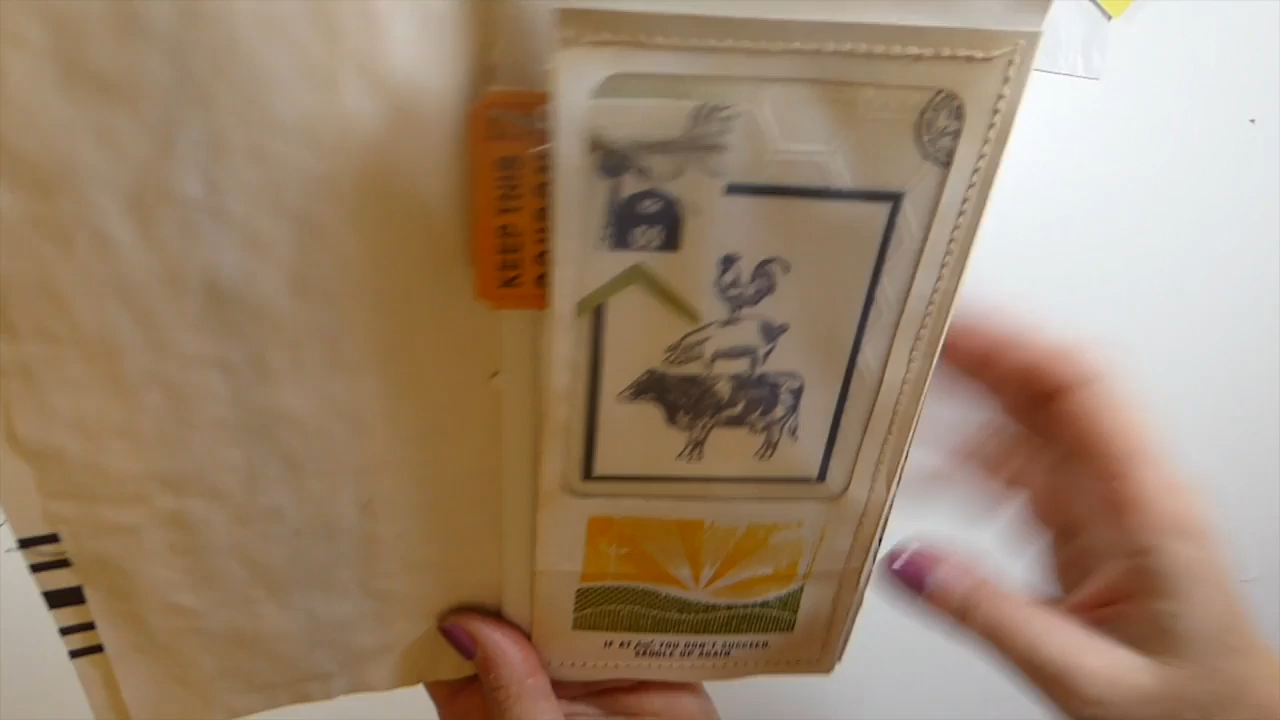 KEEP THIS
IF AT first YOU DON'T SUCCEED,
SADDLE UP AGAIN.